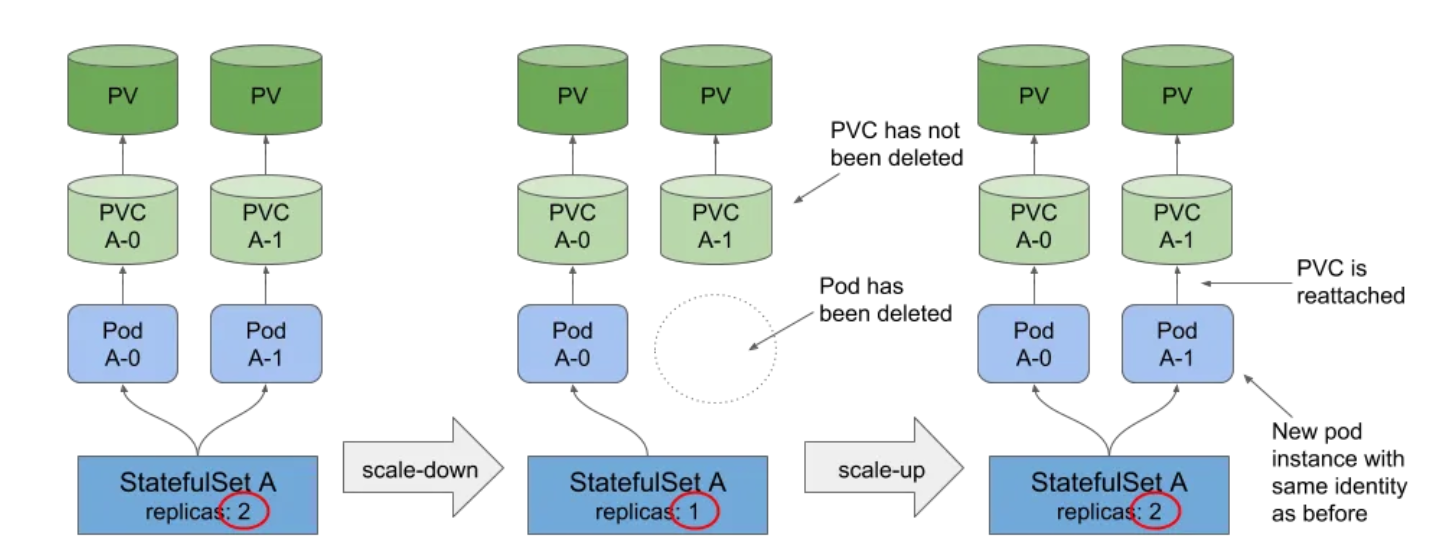 PV
PV
PVC
A-0
PVC
A-1
Pod
A-0
Pod
A-1
StatefulSet A
replicas: 2
scale-down
PV
PV
PVC has not
been deleted
PVC
A-0
PVC
A-1
Pod has
been deleted
Pod
A-0
StatefulSet A
replicas: 1
scale-up
PV
PV
PVC
A-0
PVC
A-1
PVC is
reattached
Pod
A-0
Pod
A-1
New pod
instance with
same identity
as before
StatefulSet A
replicas: 2